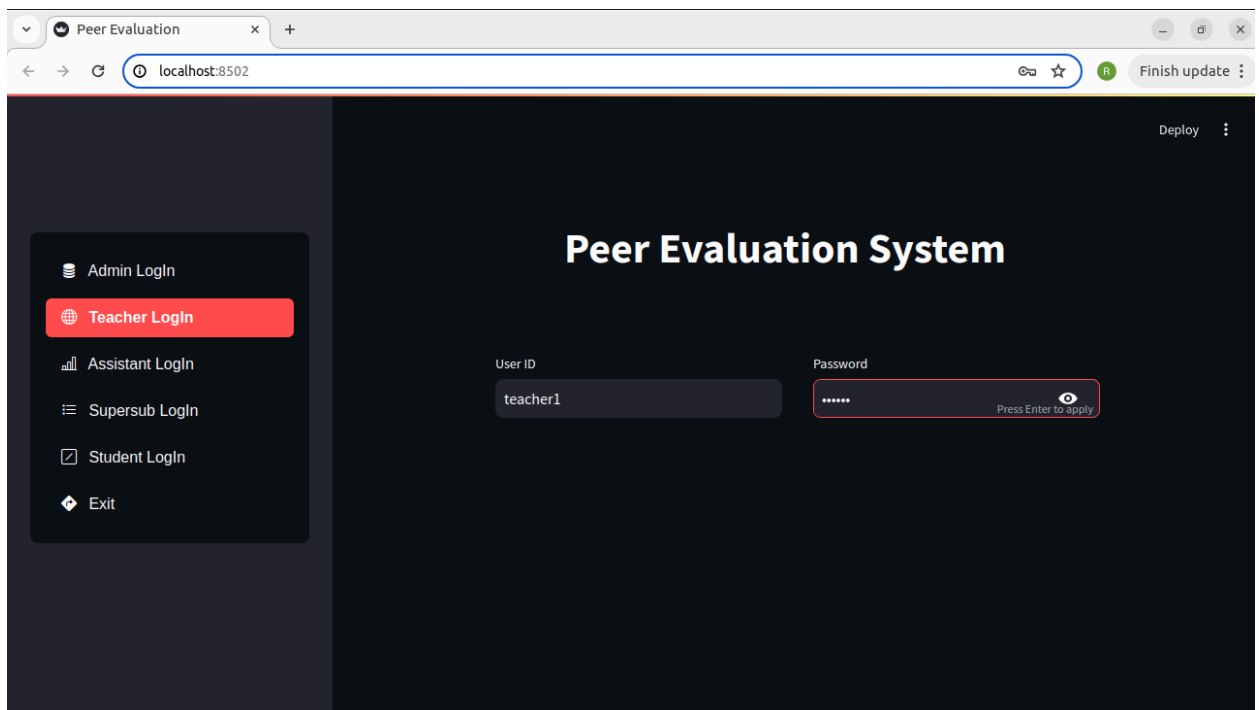 Peer Evaluation
localhost:8502
R
Finish update
Deploy
Peer Evaluation System
Admin LogIn
Teacher LogIn
Assistant LogIn
Supersub LogIn
Student LogIn
Exit
User ID
Password
teacher1
••••••
Press Enter to apply